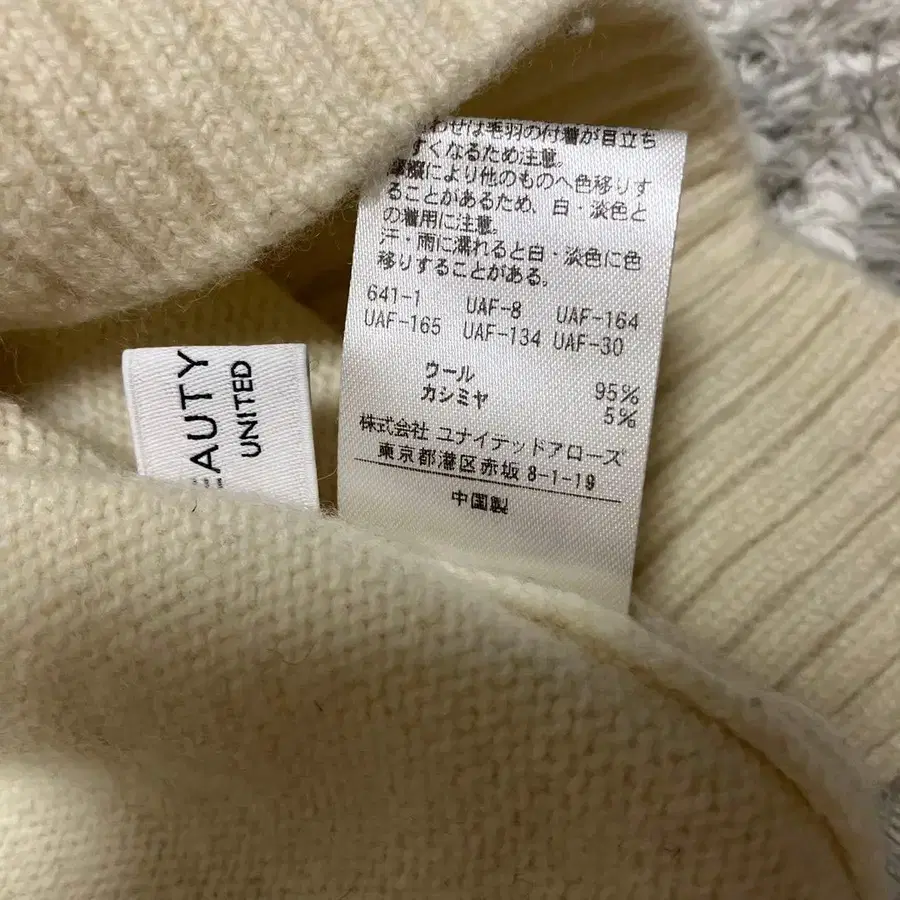 わせは毛羽の付着が目立ち
すくなるため注意。
摩擦により他のものへ色移りす
ることがあるため、白・淡色と
の着用に注意。
汗・雨に濡れると白・淡色に色
移りすることがある。
641-1 UAF-8 UAF-164
UAF-165 UAF-134 UAF-30
ウール 95%
カシミヤ 5%
株式会社 ユナイテッドアローズ
東京都港区赤坂8-1-19
中国製
EAUTY
UNITED